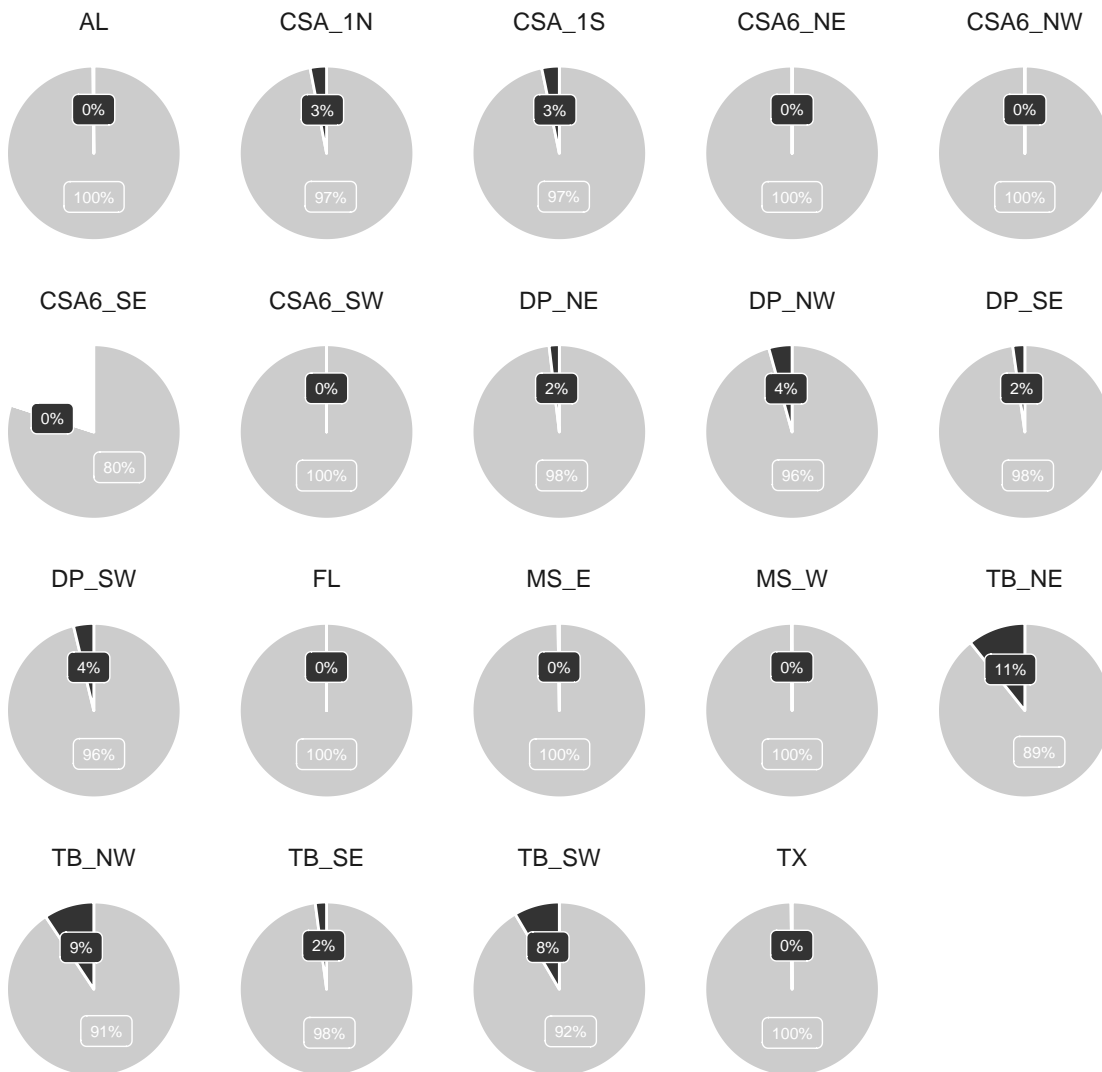 AL CSA_1N CSA_1S CSA6_NE CSA6_NW
0% 3% 3% 0% 0%
100% 97% 97% 100% 100%
CSA6_SE CSA6_SW DP_NE DP_NW DP_SE
0% 0% 2% 4% 2%
80% 100% 98% 96% 98%
DP_SW FL MS_E MS_W TB_NE
4% 0% 0% 0% 11%
96% 100% 100% 100% 89%
TB_NW TB_SE TB_SW TX
9% 2% 8% 0%
91% 98% 92% 100%